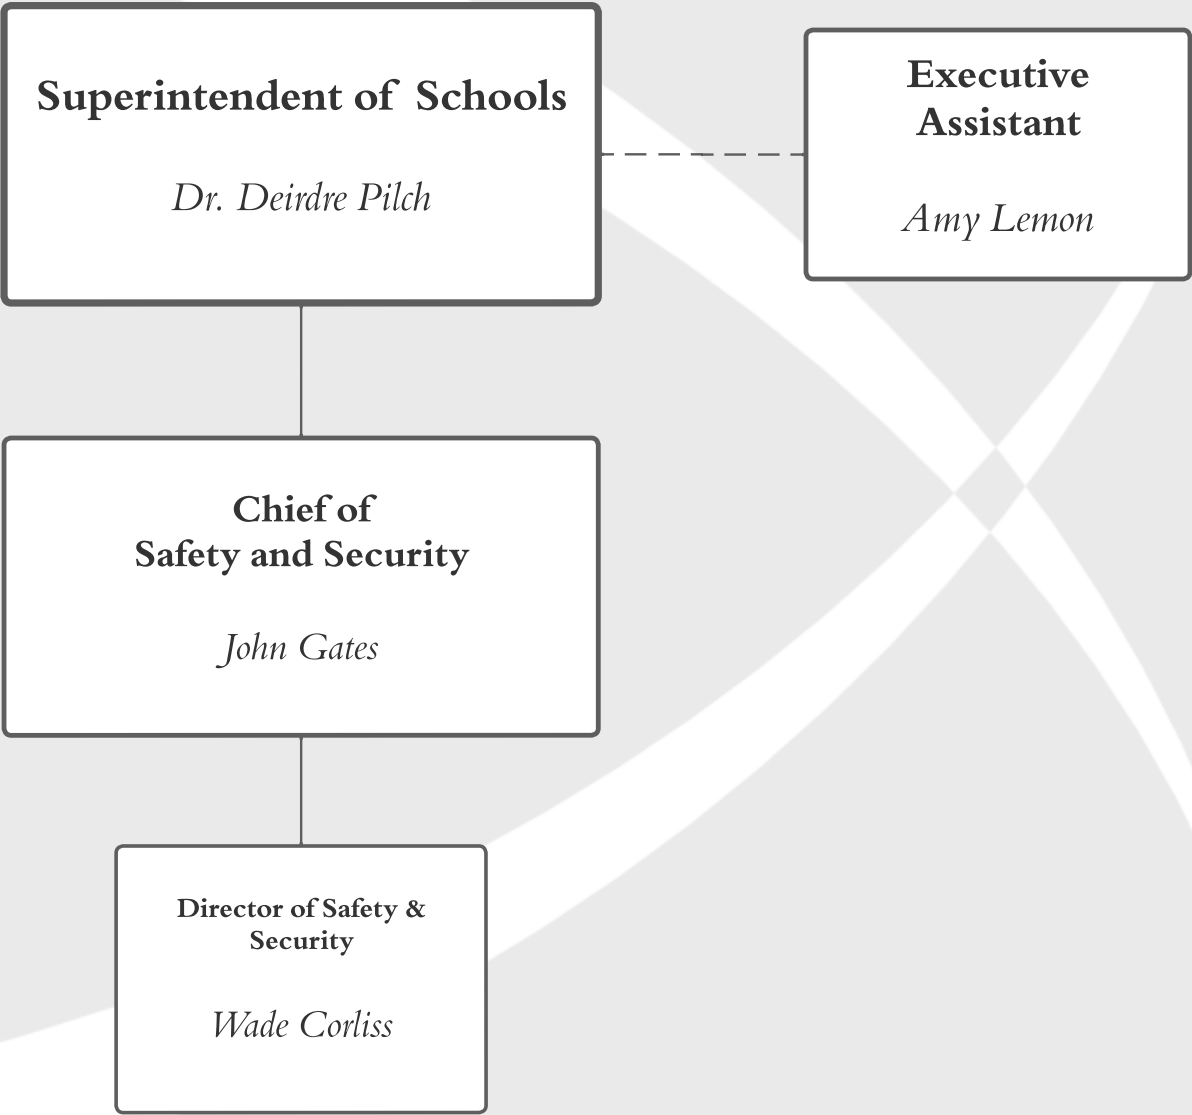 Superintendent of Schools
Dr. Deirdre Pilch
Executive
Assistant
Amy Lemon
Chief of
Safety and Security
John Gates
Director of Safety &
Security
Wade Corliss